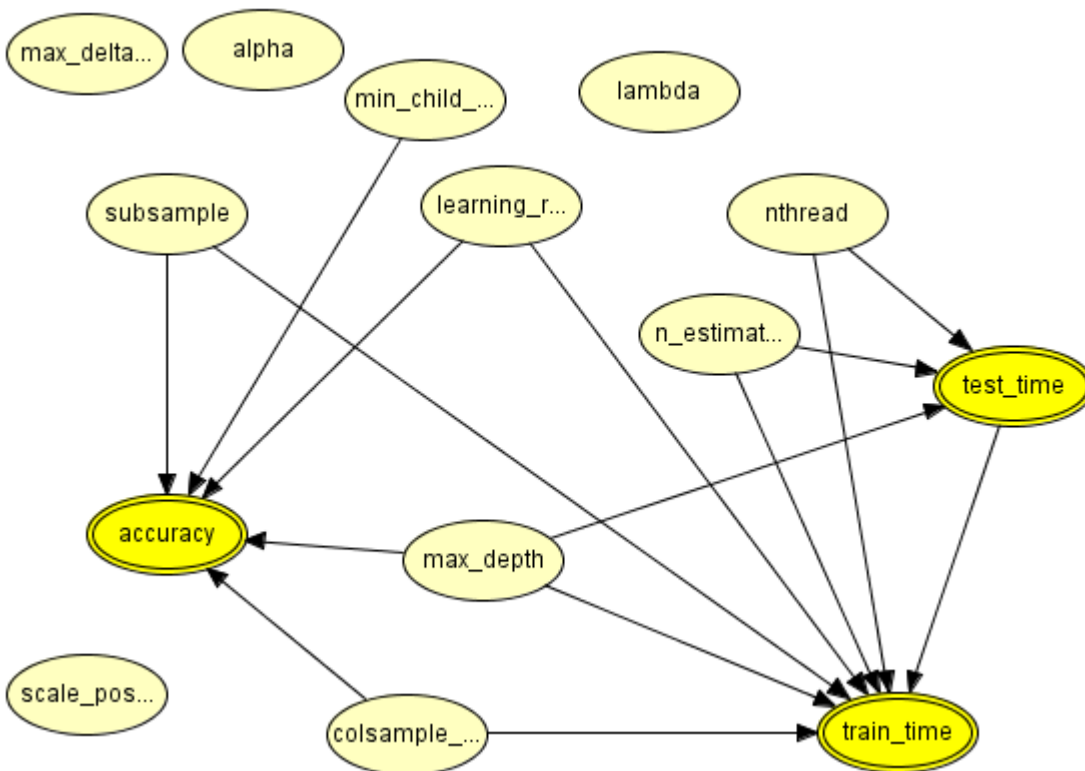 max_delta...
alpha
min_child_...
lambda
subsample
learning_r...
nthread
n_estimat...
test_time
accuracy
max_depth
scale_pos...
colsample_...
train_time